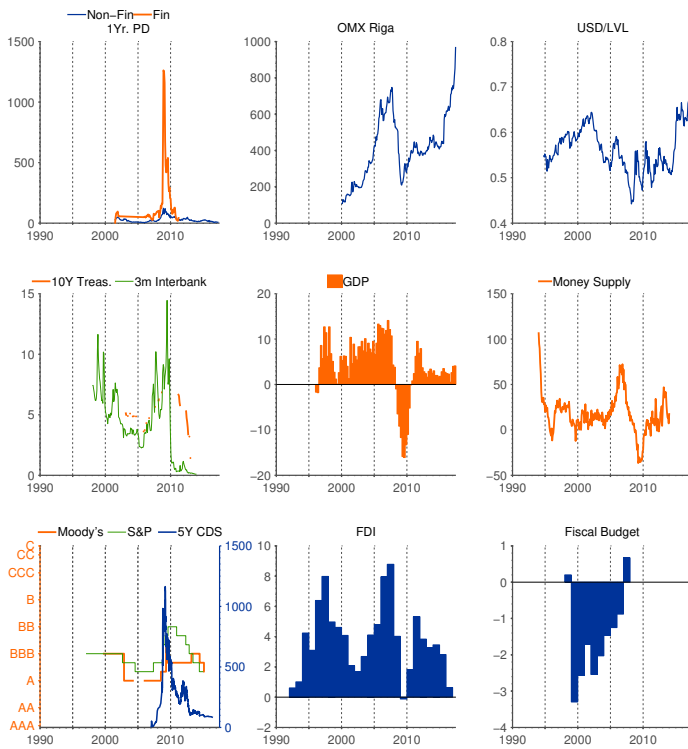 Non−Fin Fin
1Yr. PD
1500
1000
500
0
1990 2000 2010
OMX Riga
1000
800
600
400
200
0
1990 2000 2010
USD/LVL
0.8
0.7
0.6
0.5
0.4
1990 2000 2010
10Y Treas. 3m Interbank
15
10
5
0
1990 2000 2010
GDP
20
10
0
−10
−20
1990 2000 2010
Money Supply
150
100
50
0
−50
1990 2000 2010
Moody's S&P 5Y CDS
C
CC
CCC
B
BB
BBB
A
AA
AAA
1500
1000
500
0
1990 2000 2010
FDI
10
8
6
4
2
0
−2
1990 2000 2010
Fiscal Budget
1
0
−1
−2
−3
−4
1990 2000 2010